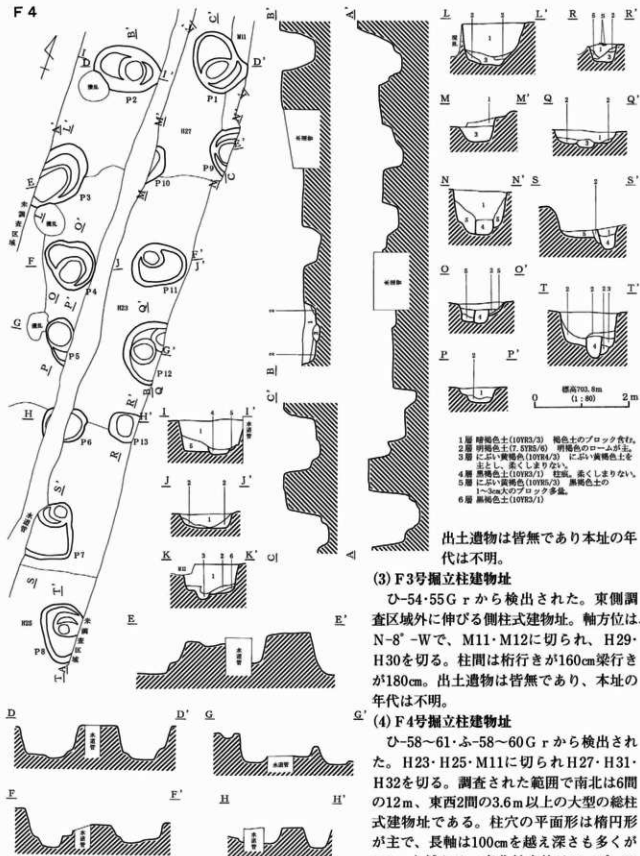 F4
標高703.8m
(1:80)
0 2m
1層 暗褐色土(10YR3/3) 褐色土のブロック含む。
2層 明褐色土(7.5YR5/6) 明褐色のロームが主。
3層 にぶい黄褐色(10YR4/3) にぶい黄褐色土を
主とし、柔くしまりない。
4層 黒褐色土(10YR3/1) 柱痕。柔くしまりない。
5層 にぶい黄褐色(10YR5/3) 黒褐色土の
1~3cm大のブロック多量。
6層 黒褐色土(10YR3/1)
出土遺物は皆無であり本址の年
代は不明。
(3) F3号掘立柱建物址
ひ-54·55Grから検出された。東側調
査区域外に伸びる側柱式建物址。軸方位は
N-8°-Wで、M11·M12に切られ、H29·
H30を切る。柱間は桁行きが160cm梁行き
が180cm。出土遺物は皆無であり、本址の
年代は不明。
(4) F4号掘立柱建物址
ひ-58~61·ふ-58~60Grから検出され
た。H23·H25·M11に切られH27·H31·
H32を切る。調査された範囲で南北は6間
の12m、東西2間の3.6m以上の大型の総柱
式建物址である。柱穴の平面形は楕円形
が主で、長軸は100cmを越え深さも多くが
P1
P2
P3
P4
P5
P6
P7
P8
P9
P10
P11
P12
P13
H27
H23
H25
M11
M12
水道管
未調査区域
攪乱